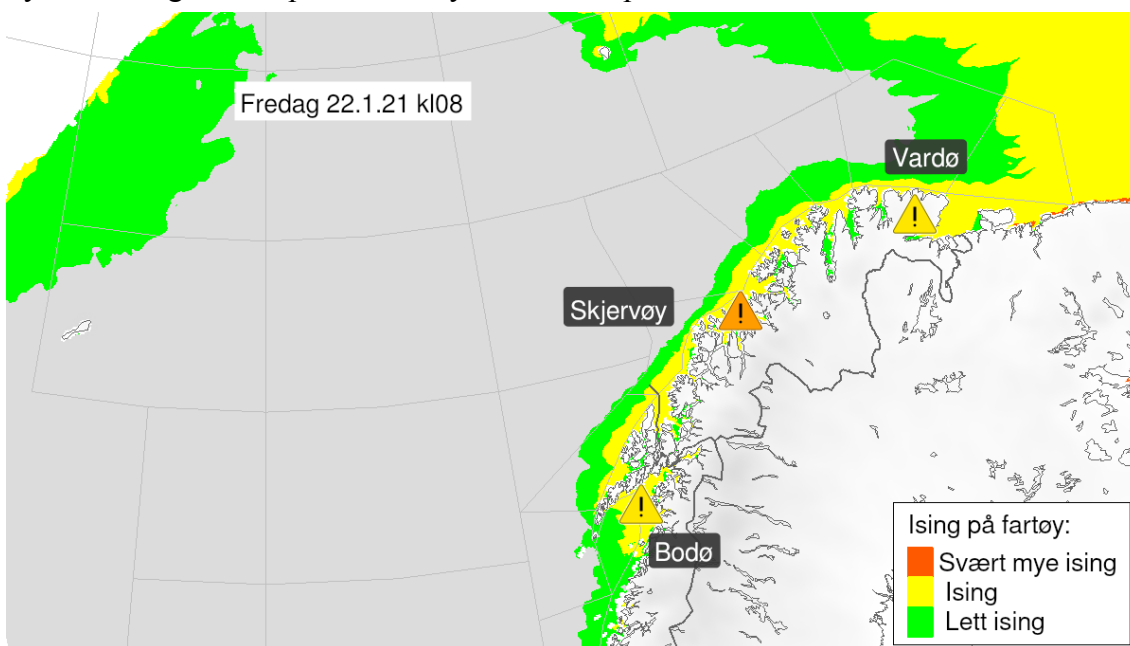 Fredag 22.1.21 kl08
Vardø
!
Skjervøy
!
!
Bodø
Ising på fartøy:
Svært mye ising
Ising
Lett ising